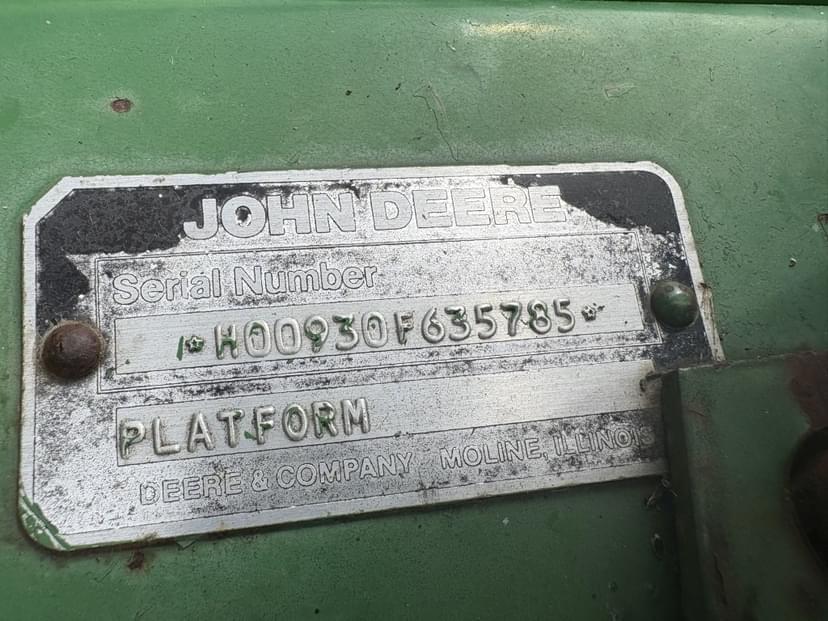 JOHN DEERE
Serial Number
*H00930F635785*
PLATFORM
DEERE & COMPANY MOLINE, ILLINOIS